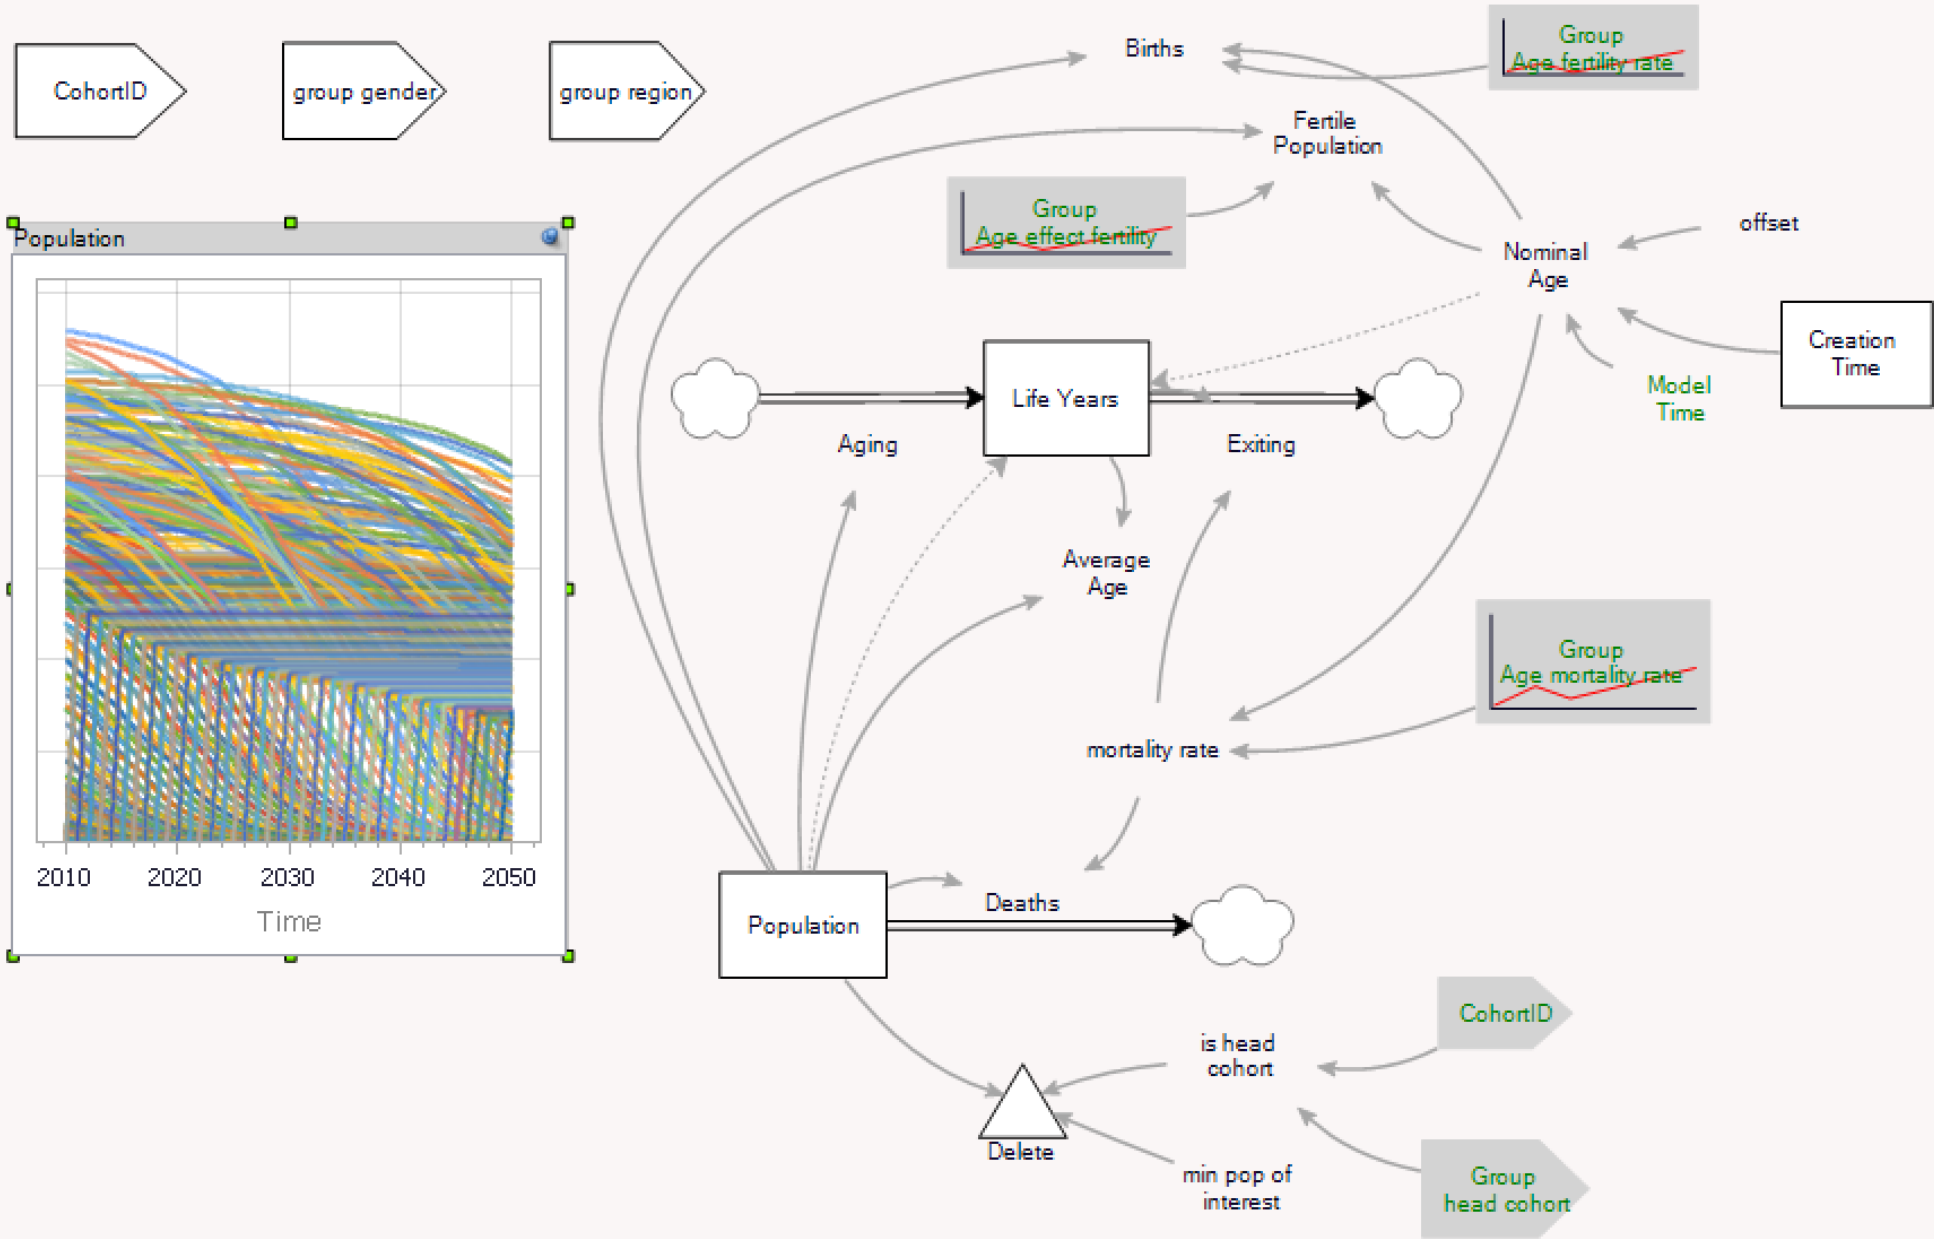 CohortID
group gender
group region
Births
Group
Age fertility rate
Fertile
Population
Group
Age effect fertility
offset
Nominal
Age
Population
Creation
Time
Model
Time
Life Years
Aging
Exiting
Average
Age
Group
Age mortality rate
mortality rate
2010 2020 2030 2040 2050
Time
Deaths
Population
CohortID
is head
cohort
Delete
min pop of
interest
Group
head cohort